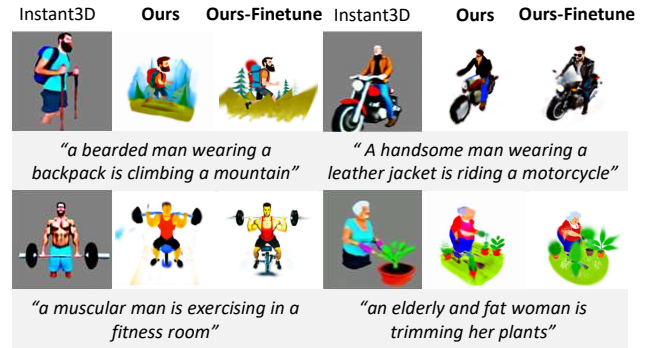 Instant3D Ours Ours-Finetune Instant3D Ours Ours-Finetune
“a bearded man wearing a
backpack is climbing a mountain”
“ A handsome man wearing a
leather jacket is riding a motorcycle”
“a muscular man is exercising in a
fitness room”
“an elderly and fat woman is
trimming her plants”